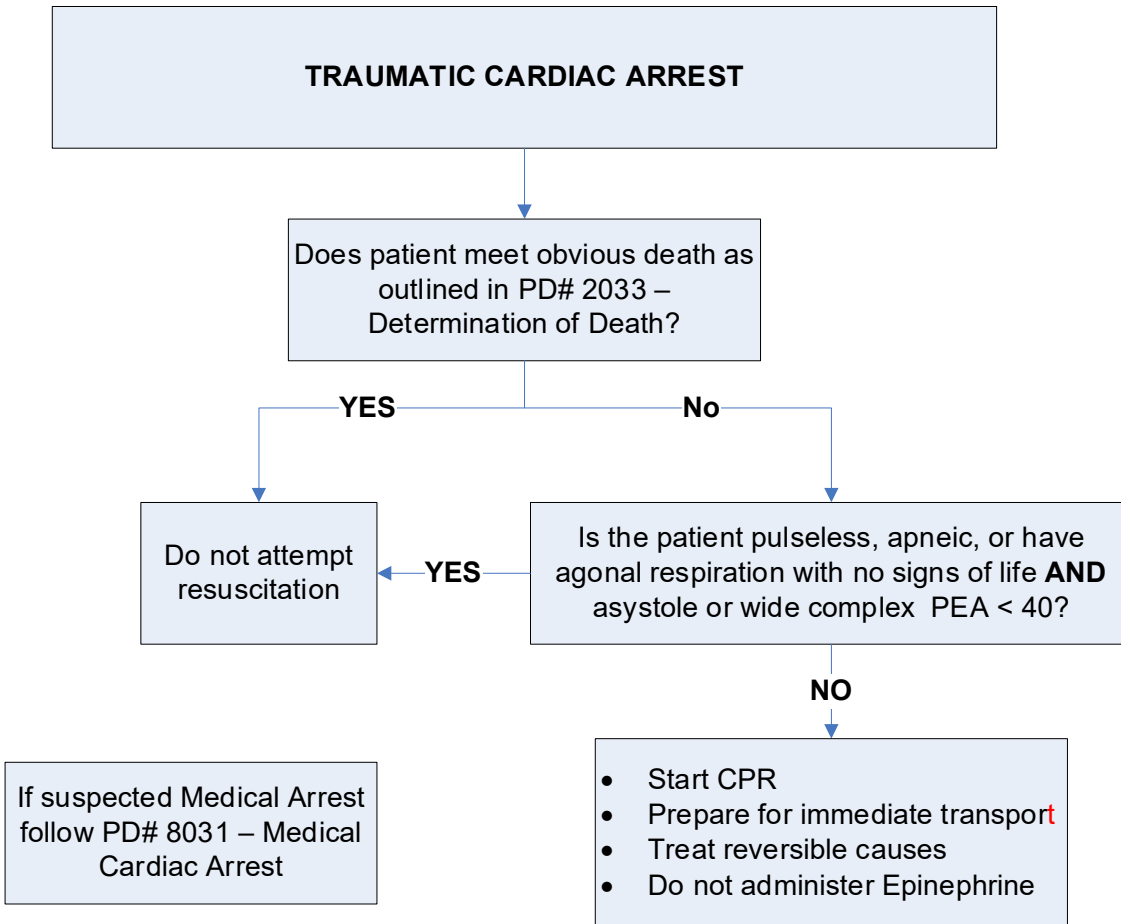 TRAUMATIC CARDIAC ARREST
Does patient meet obvious death as
outlined in PD# 2033 –
Determination of Death?
YES
No
Do not attempt
resuscitation
YES
Is the patient pulseless, apneic, or have
agonal respiration with no signs of life AND
asystole or wide complex PEA < 40?
NO
If suspected Medical Arrest
follow PD# 8031 – Medical
Cardiac Arrest
• Start CPR
• Prepare for immediate transport
• Treat reversible causes
• Do not administer Epinephrine